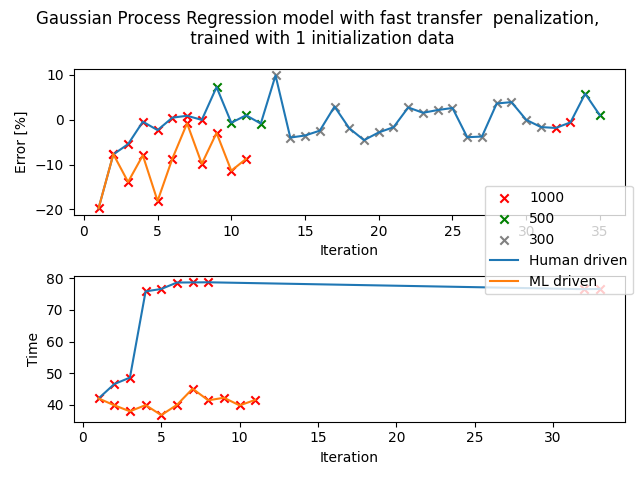 Gaussian Process Regression model with fast transfer  penalization,
trained with 1 initialization data
10
0
−10
−20
Error [%]
0 5 10 15 20 25 30 35
Iteration
1000
500
300
Human driven
ML driven
80
70
60
50
40
Time
0 5 10 15 20 25 30
Iteration